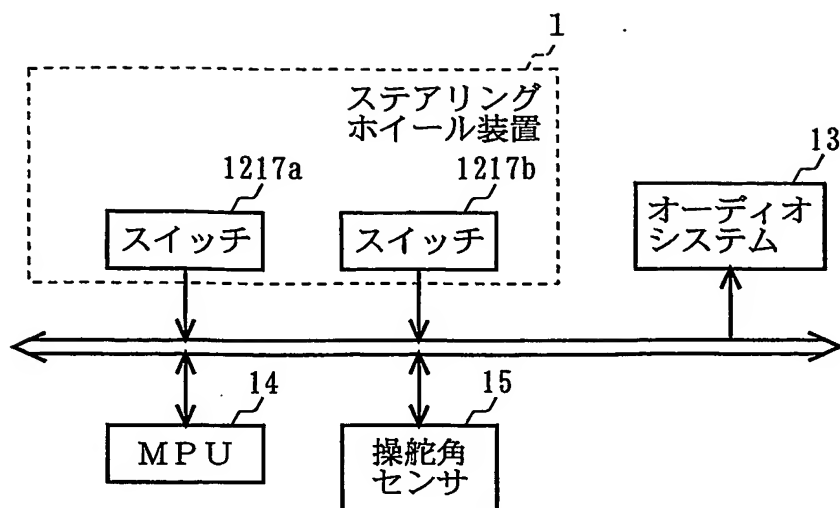 1
ステアリング
ホイール装置
1217a
1217b
13
スイッチ
スイッチ
オーディオ
システム
14
15
MPU
操舵角
センサ